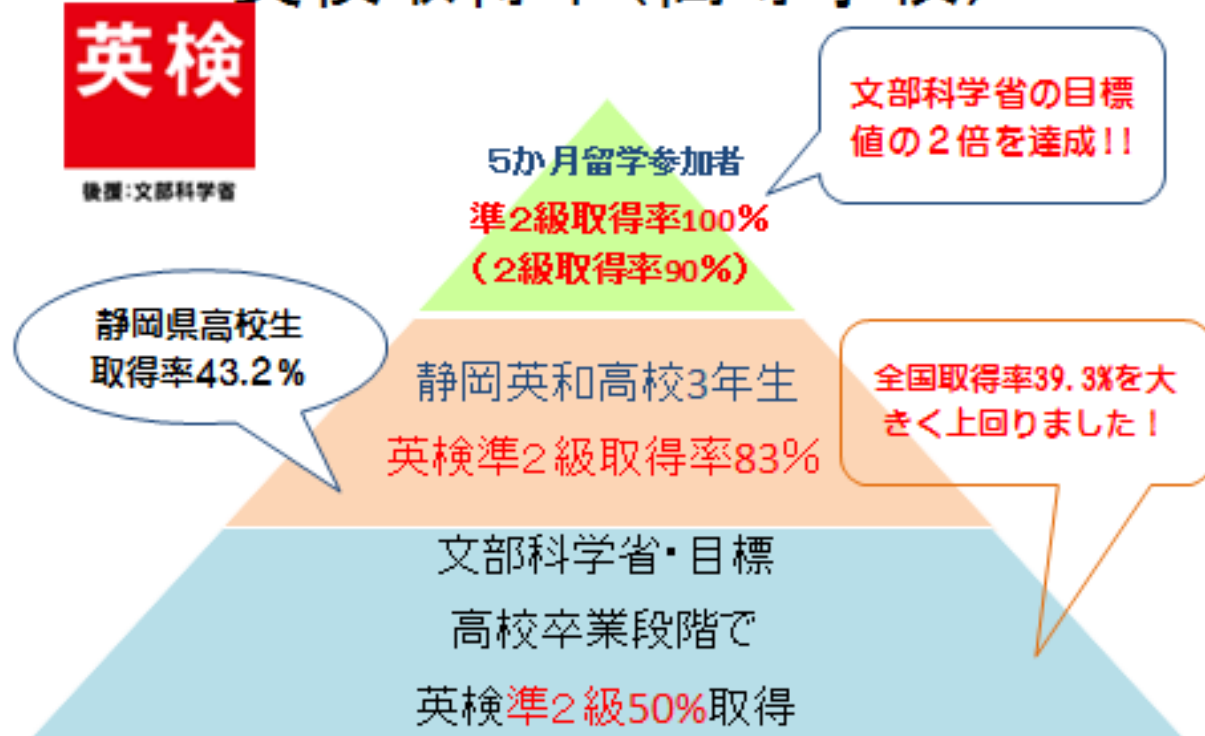 英検
後援:文部科学省
文部科学省の目標
値の2倍を達成!!
5か月留学参加者
準2級取得率100%
(2級取得率90%)
静岡県高校生
取得率43.2%
静岡英和高校3年生
英検準2級取得率83%
全国取得率39.3%を大
きく上回りました!
文部科学省・目標
高校卒業段階で
英検準2級50%取得